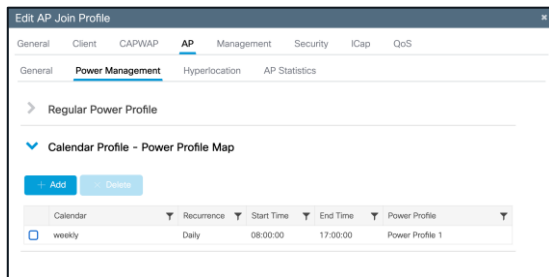 Edit AP Join Profile
General Client CAPWAP AP Management Security ICap QoS
General Power Management Hyperlocation AP Statistics
Regular Power Profile
Calendar Profile - Power Profile Map
+ Add × Delete
Calendar Recurrence Start Time End Time Power Profile
weekly Daily 08:00:00 17:00:00 Power Profile 1